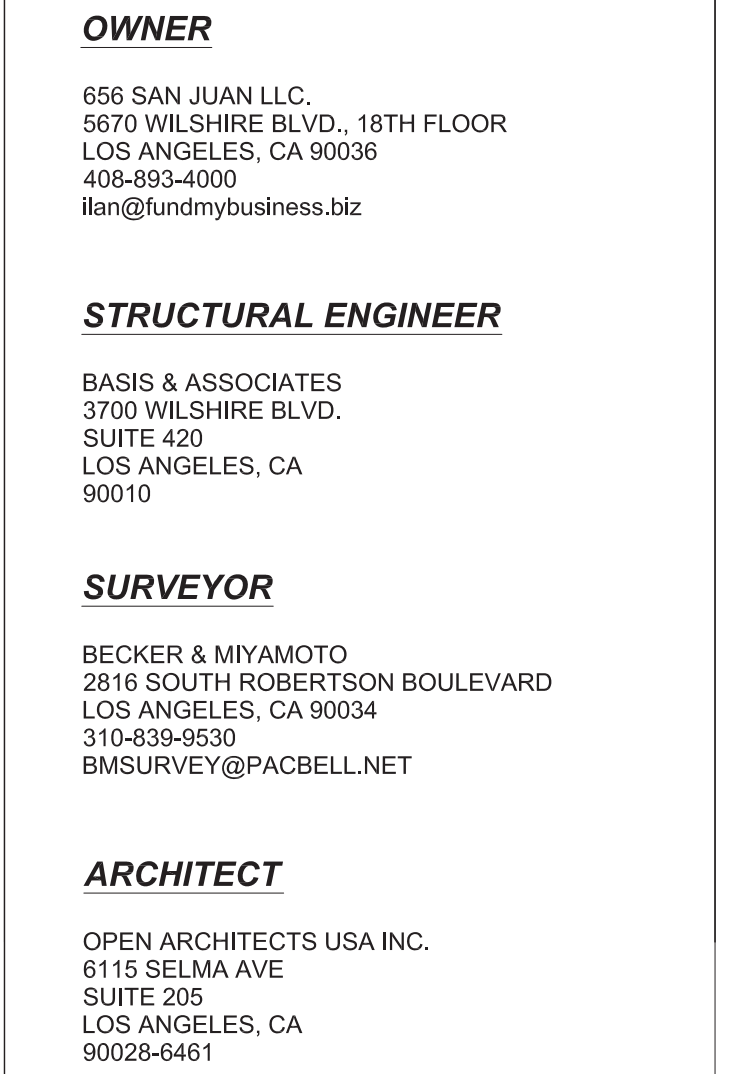 OWNER
656 SAN JUAN LLC.
5670 WILSHIRE BLVD., 18TH FLOOR
LOS ANGELES, CA 90036
408-893-4000
ilan@fundmybusiness.biz
STRUCTURAL ENGINEER
BASIS & ASSOCIATES
3700 WILSHIRE BLVD.
SUITE 420
LOS ANGELES, CA
90010
SURVEYOR
BECKER & MIYAMOTO
2816 SOUTH ROBERTSON BOULEVARD
LOS ANGELES, CA 90034
310-839-9530
BMSURVEY@PACBELL.NET
ARCHITECT
OPEN ARCHITECTS USA INC.
6115 SELMA AVE
SUITE 205
LOS ANGELES, CA
90028-6461